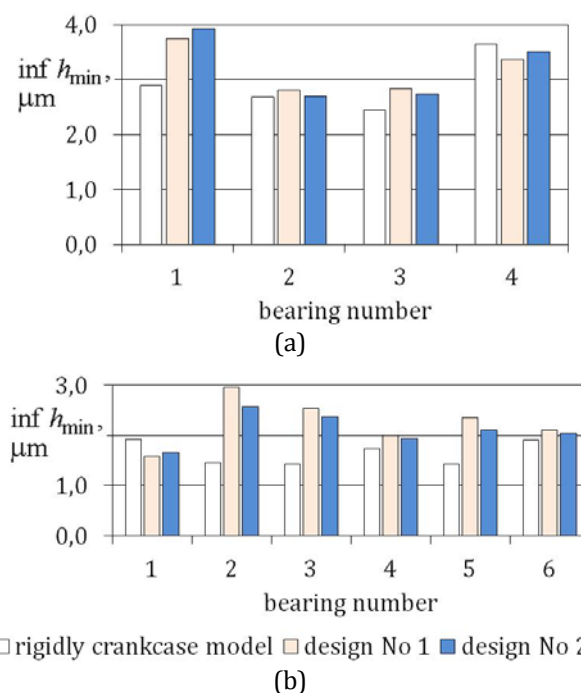 4,0
inf hmin,
μm
2,0
1,0
0,0
1 2 3 4
bearing number
(a)
3,0
inf hmin,
μm
1,0
0,0
1 2 3 4 5 6
bearing number
rigidly crankcase model design No 1 design No 2
(b)